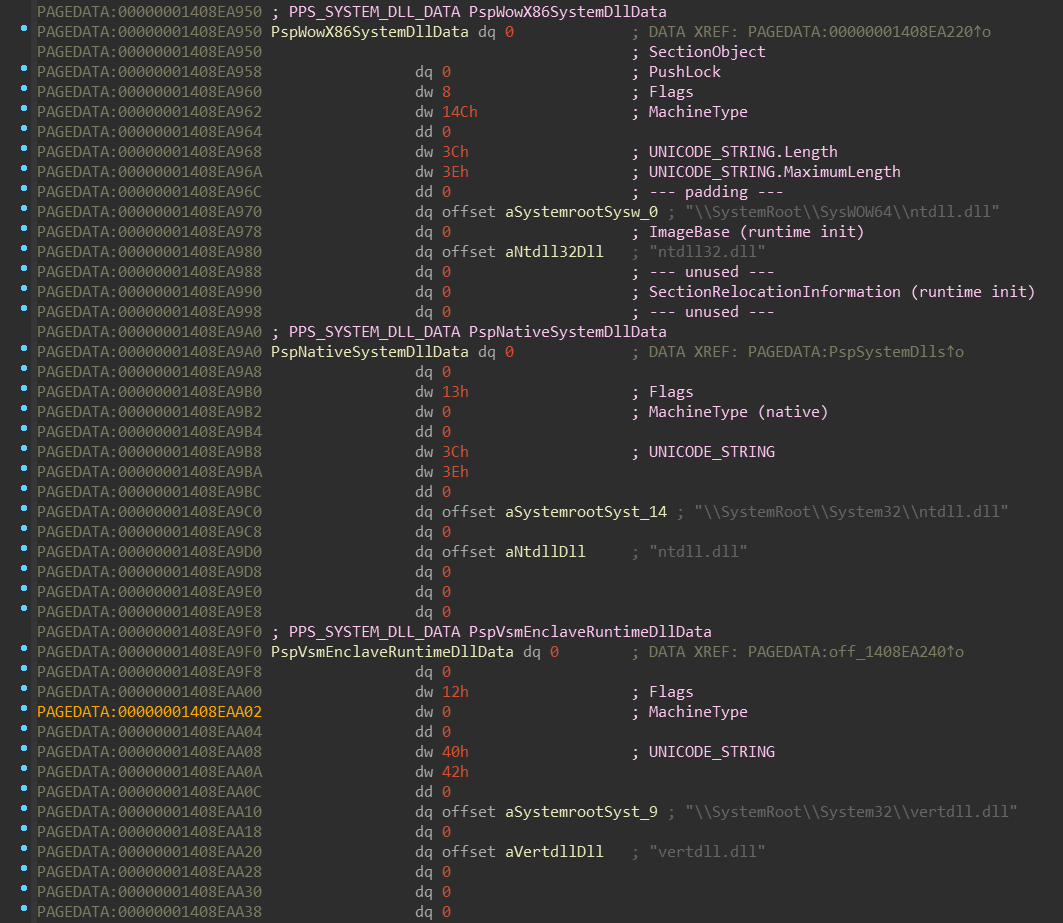 PAGEDATA:00000001408EA950 ; PPS_SYSTEM_DLL_DATA PspWowX86SystemDllData
PAGEDATA:00000001408EA950 PspWowX86SystemDllData dq 0 ; DATA XREF: PAGEDATA:00000001408EA220↑o
PAGEDATA:00000001408EA950 ; SectionObject
PAGEDATA:00000001408EA958 dq 0 ; PushLock
PAGEDATA:00000001408EA960 dw 8 ; Flags
PAGEDATA:00000001408EA962 dw 14Ch ; MachineType
PAGEDATA:00000001408EA964 dd 0
PAGEDATA:00000001408EA968 dw 3Ch ; UNICODE_STRING.Length
PAGEDATA:00000001408EA96A dw 3Eh ; UNICODE_STRING.MaximumLength
PAGEDATA:00000001408EA96C dd 0 ; --- padding ---
PAGEDATA:00000001408EA970 dq offset aSystemrootSysw_0 ; "\\SystemRoot\\SysWOW64\\ntdll.dll"
PAGEDATA:00000001408EA978 dq 0 ; ImageBase (runtime init)
PAGEDATA:00000001408EA980 dq offset aNtdll32Dll ; "ntdll32.dll"
PAGEDATA:00000001408EA988 dq 0 ; --- unused ---
PAGEDATA:00000001408EA990 dq 0 ; SectionRelocationInformation (runtime init)
PAGEDATA:00000001408EA998 dq 0 ; --- unused ---
PAGEDATA:00000001408EA9A0 ; PPS_SYSTEM_DLL_DATA PspNativeSystemDllData
PAGEDATA:00000001408EA9A0 PspNativeSystemDllData dq 0 ; DATA XREF: PAGEDATA:PspSystemDlls↑o
PAGEDATA:00000001408EA9A8 dq 0
PAGEDATA:00000001408EA9B0 dw 13h ; Flags
PAGEDATA:00000001408EA9B2 dw 0 ; MachineType (native)
PAGEDATA:00000001408EA9B4 dd 0
PAGEDATA:00000001408EA9B8 dw 3Ch ; UNICODE_STRING
PAGEDATA:00000001408EA9BA dw 3Eh
PAGEDATA:00000001408EA9BC dd 0
PAGEDATA:00000001408EA9C0 dq offset aSystemrootSyst_14 ; "\\SystemRoot\\System32\\ntdll.dll"
PAGEDATA:00000001408EA9C8 dq 0
PAGEDATA:00000001408EA9D0 dq offset aNtdllDll ; "ntdll.dll"
PAGEDATA:00000001408EA9D8 dq 0
PAGEDATA:00000001408EA9E0 dq 0
PAGEDATA:00000001408EA9E8 dq 0
PAGEDATA:00000001408EA9F0 ; PPS_SYSTEM_DLL_DATA PspVsmEnclaveRuntimeDllData
PAGEDATA:00000001408EA9F0 PspVsmEnclaveRuntimeDllData dq 0 ; DATA XREF: PAGEDATA:off_1408EA240↑o
PAGEDATA:00000001408EA9F8 dq 0
PAGEDATA:00000001408EAA00 dw 12h ; Flags
PAGEDATA:00000001408EAA02 dw 0 ; MachineType
PAGEDATA:00000001408EAA04 dd 0
PAGEDATA:00000001408EAA08 dw 40h ; UNICODE_STRING
PAGEDATA:00000001408EAA0A dw 42h
PAGEDATA:00000001408EAA0C dd 0
PAGEDATA:00000001408EAA10 dq offset aSystemrootSyst_9 ; "\\SystemRoot\\System32\\vertdll.dll"
PAGEDATA:00000001408EAA18 dq 0
PAGEDATA:00000001408EAA20 dq offset aVertdllDll ; "vertdll.dll"
PAGEDATA:00000001408EAA28 dq 0
PAGEDATA:00000001408EAA30 dq 0
PAGEDATA:00000001408EAA38 dq 0